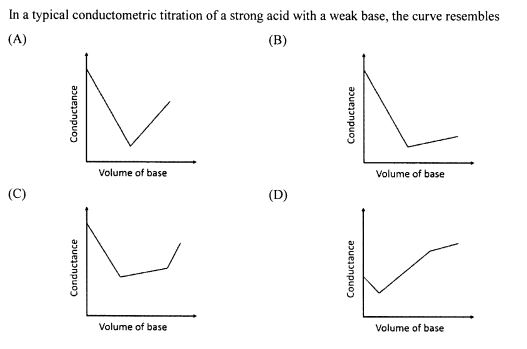 In a typical conductometric titration of a strong acid with a weak base, the curve resembles
(A) (B)
Conductance Conductance
Volume of base Volume of base
(C) (D)
Conductance Conductance
Volume of base Volume of base